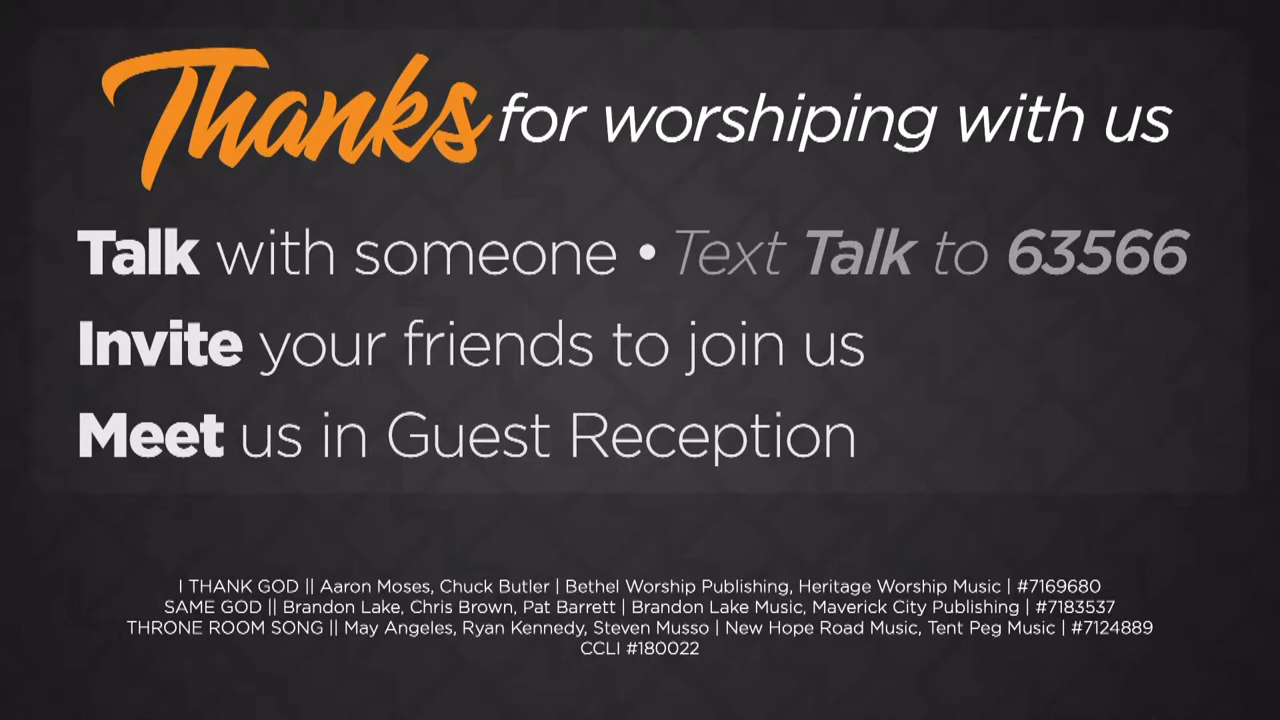 Thanks for worshiping with us
Talk with someone • Text Talk to 63566
Invite your friends to join us
Meet us in Guest Reception
I THANK GOD || Aaron Moses, Chuck Butler | Bethel Worship Publishing, Heritage Worship Music | #7169680
SAME GOD || Brandon Lake, Chris Brown, Pat Barrett | Brandon Lake Music, Maverick City Publishing | #7183537
THRONE ROOM SONG || May Angeles, Ryan Kennedy, Steven Musso | New Hope Road Music, Tent Peg Music | #7124889
CCLI #180022